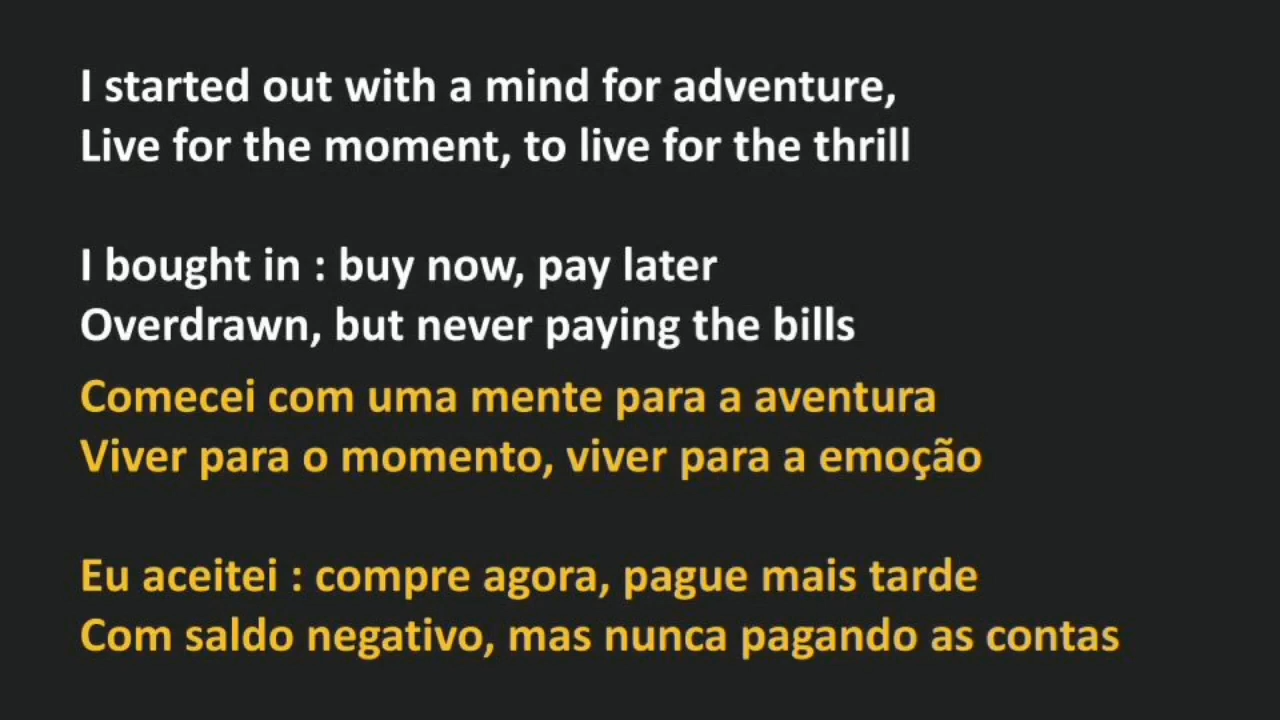 I started out with a mind for adventure,
Live for the moment, to live for the thrill
I bought in : buy now, pay later
Overdrawn, but never paying the bills
Comecei com uma mente para a aventura
Viver para o momento, viver para a emoção
Eu aceitei : compre agora, pague mais tarde
Com saldo negativo, mas nunca pagando as contas